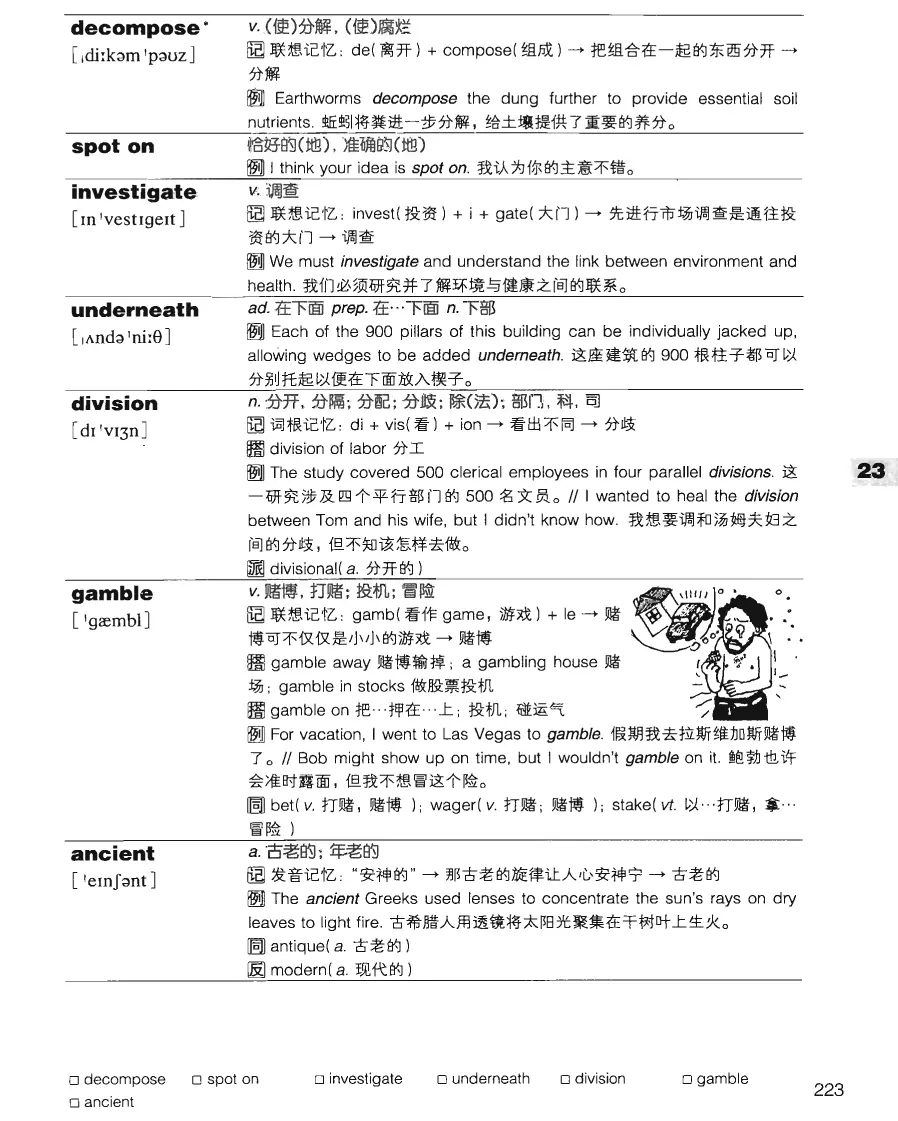 decompose*
[ˌdiːkəmˈpəʊz]
v. (使)分解, (使)腐烂
记 联想记忆: de(离开) + compose(组成) → 把组合在一起的东西分开 →
分解
例 Earthworms decompose the dung further to provide essential soil
nutrients. 蚯蚓将粪进一步分解, 给土壤提供了重要的养分。
spot on
恰好的(地), 准确的(地)
例 I think your idea is spot on. 我认为你的主意不错。
investigate
[ɪnˈvestɪɡeɪt]
v. 调查
记 联想记忆: invest(投资) + i + gate(大门) → 先进行市场调查是通往投
资的大门 → 调查
例 We must investigate and understand the link between environment and
health. 我们必须研究并了解环境与健康之间的联系。
underneath
[ˌʌndəˈniːθ]
ad. 在下面 prep. 在…下面 n. 下部
例 Each of the 900 pillars of this building can be individually jacked up,
allowing wedges to be added underneath. 这座建筑的 900 根柱子都可以
分别托起以便在下面放入楔子。
division
[dɪˈvɪʒn]
n. 分开, 分隔; 分配; 分歧; 除(法); 部门, 科, 司
记 词根记忆: di + vis(看) + ion → 看出不同 → 分歧
搭 division of labor 分工
例 The study covered 500 clerical employees in four parallel divisions. 这
一研究涉及四个平行部门的 500 名文员。// I wanted to heal the division
between Tom and his wife, but I didn't know how. 我想要调和汤姆夫妇之
间的分歧, 但不知该怎样去做。
派 divisional(a. 分开的)
23
gamble
[ˈɡæmbl]
v. 赌博, 打赌; 投机; 冒险
记 联想记忆: gamb(看作 game, 游戏) + le → 赌
博可不仅仅是小小的游戏 → 赌博
搭 gamble away 赌博输掉; a gambling house 赌
场; gamble in stocks 做股票投机
搭 gamble on 把…押在…上; 投机; 碰运气
例 For vacation, I went to Las Vegas to gamble. 假期我去拉斯维加斯赌博
了。// Bob might show up on time, but I wouldn't gamble on it. 鲍勃也许
会准时露面, 但我不想冒这个险。
同 bet(v. 打赌, 赌博); wager(v. 打赌; 赌博); stake(vt. 以…打赌, 拿…
冒险)
ancient
[ˈeɪnʃənt]
a. 古老的; 年老的
记 发音记忆: “安神的” → 那古老的旋律让人心安神宁 → 古老的
例 The ancient Greeks used lenses to concentrate the sun's rays on dry
leaves to light fire. 古希腊人用透镜将太阳光聚集在干树叶上生火。
同 antique(a. 古老的)
反 modern(a. 现代的)
□ decompose □ spot on □ investigate □ underneath □ division □ gamble
□ ancient
223